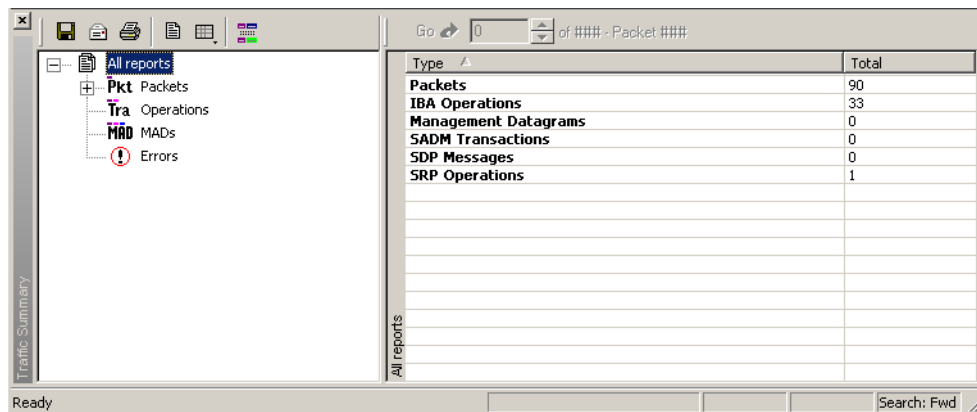 Go 0 of ### - Packet ###
All reports
Pkt Packets
Tra Operations
MAD MADs
Errors
Traffic Summary
Type Total
Packets 90
IBA Operations 33
Management Datagrams 0
SADM Transactions 0
SDP Messages 0
SRP Operations 1
All reports
Ready Search: Fwd